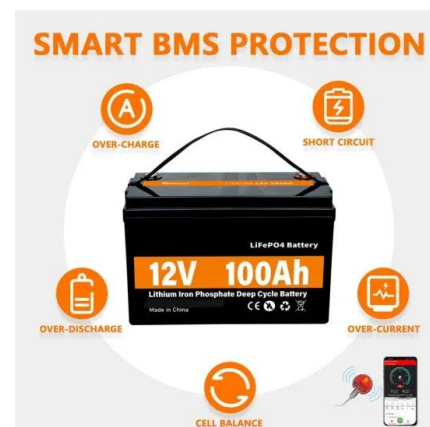 SMART BMS PROTECTION
A
OVER-CHARGE
SHORT CIRCUIT
LiFePO4 Battery
12V 100Ah
Lithium Iron Phosphate Deep Cycle Battery
Made in China
CE
OVER-DISCHARGE
OVER-CURRENT
CELL BALANCE